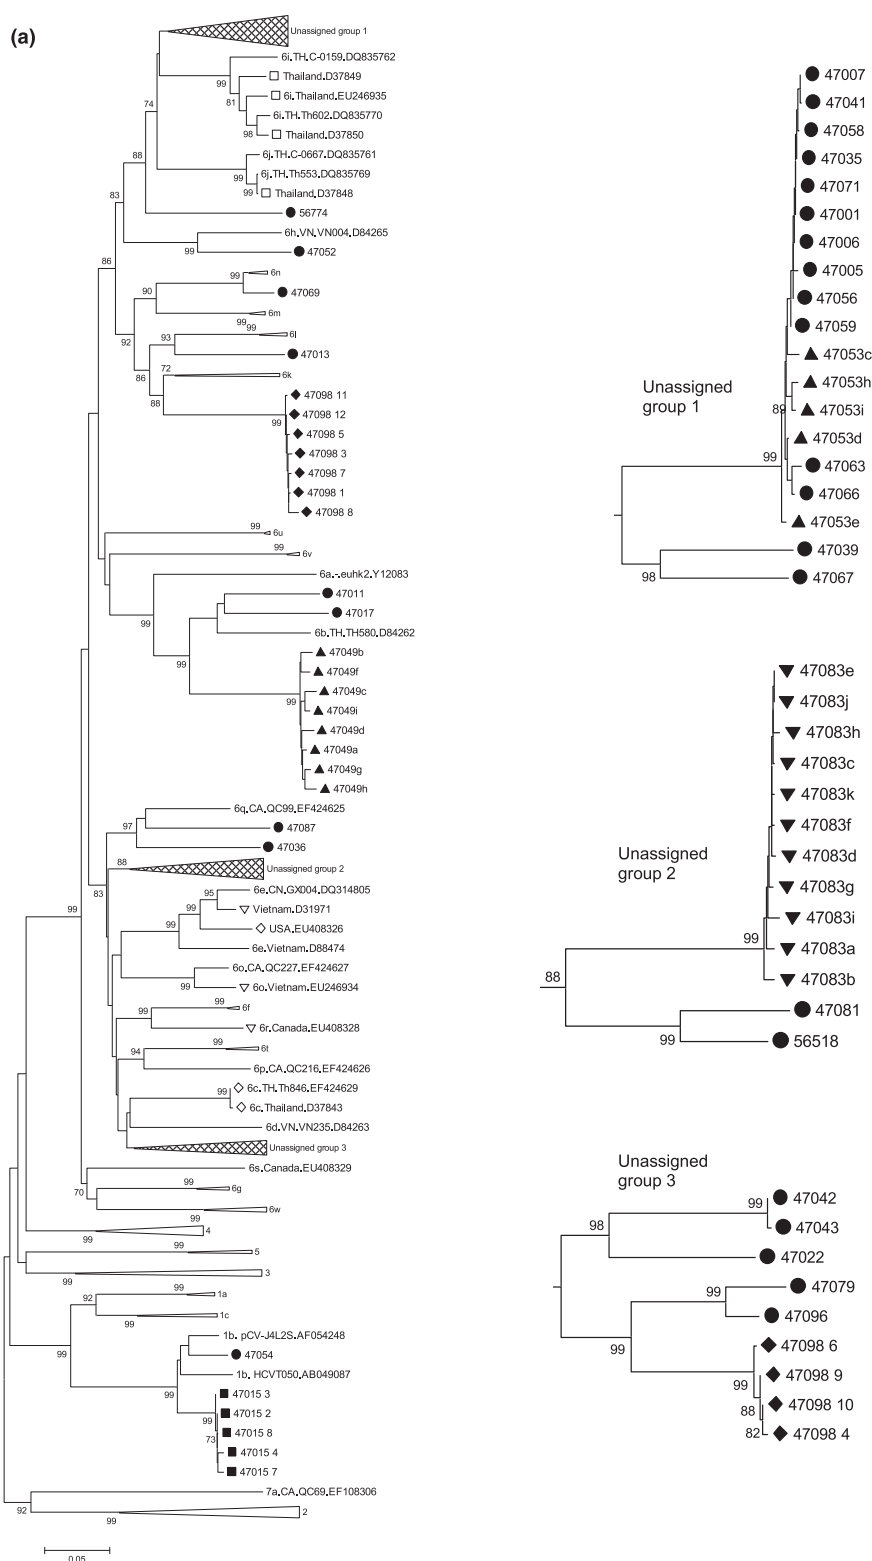 (a)
Unassigned group 1
6i.TH.C-0159.DQ835762
99
Thailand.D37849
81
6i.Thailand.EU246935
6i.TH.Th602.DQ835770
98
Thailand.D37850
74
6j.TH.C-0667.DQ835761
88
99
6j.TH.Th553.DQ835769
99
Thailand.D37848
83
56774
6h.VN.VN004.D84265
99
47052
86
99
6n
90
47069
6m
99
99
92
93
6l
47013
86
72
6k
88
47098 11
47098 12
99
47098 5
47098 3
47098 7
47098 1
47098 8
99
6u
99
6v
6a.-.euhk2.Y12083
47011
99
47017
6b.TH.TH580.D84262
99
47049b
47049f
47049c
99
47049i
47049d
47049a
47049g
47049h
6q.CA.QC99.EF424625
97
47087
47036
88
Unassigned group 2
83
6e.CN.GX004.DQ314805
95
Vietnam.D31971
99
99
USA.EU408326
6e.Vietnam.D88474
6o.CA.QC227.EF424627
99
6o.Vietnam.EU246934
99
99
6f
6r.Canada.EU408328
99
6t
94
6p.CA.QC216.EF424626
6c.TH.Th846.EF424629
99
6c.Thailand.D37843
6d.VN.VN235.D84263
Unassigned group 3
6s.Canada.EU408329
99
6g
70
6w
99
4
99
99
5
3
99
99
1a
92
1c
99
1b. pCV-J4L2S.AF054248
99
47054
1b. HCVT050.AB049087
99
47015 3
47015 2
99
47015 8
73
47015 4
47015 7
7a.CA.QC69.EF108306
92
2
99
0.05
47007
47041
47058
47035
47071
47001
47006
47005
47056
47059
47053c
Unassigned
group 1
47053h
89
47053i
47053d
99
47063
47066
47053e
47039
98
47067
47083e
47083j
47083h
47083c
47083k
47083f
Unassigned
group 2
47083d
47083g
47083i
99
47083a
88
47083b
47081
99
56518
Unassigned
group 3
99
47042
98
47043
47022
47079
99
47096
99
47098 6
99
47098 9
88
47098 10
82
47098 4